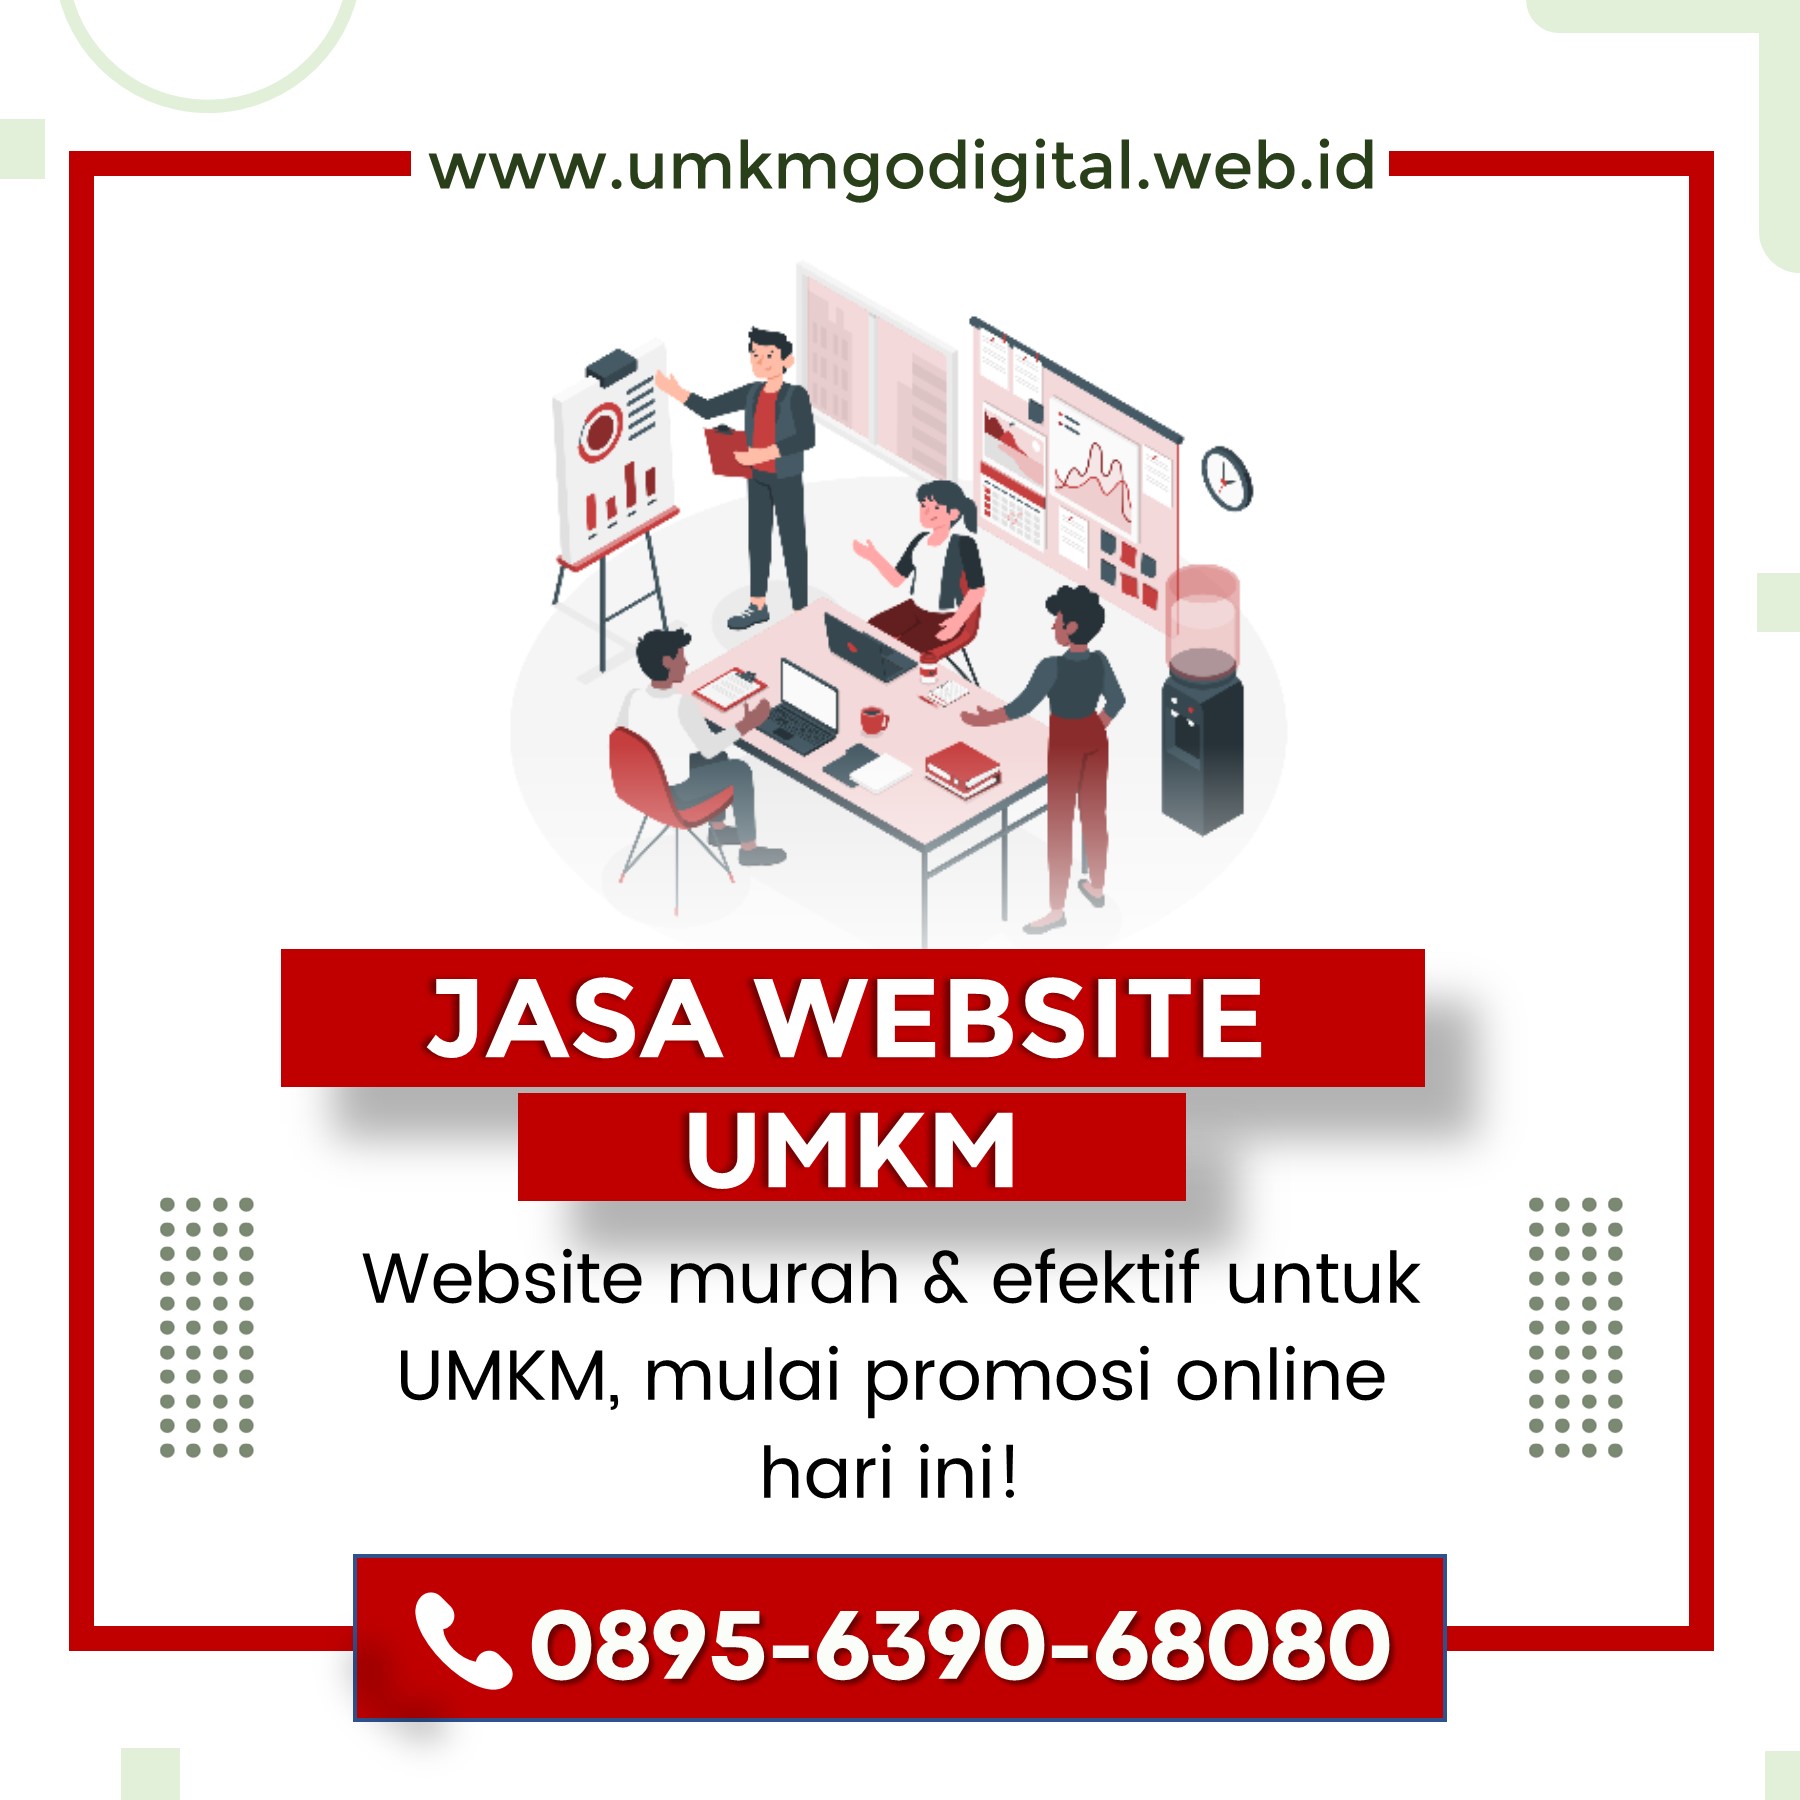 www.umkmgodigital.web.id
JASA WEBSITE
UMKM
Website murah & efektif untuk
UMKM, mulai promosi online
hari ini!
0895-6390-68080